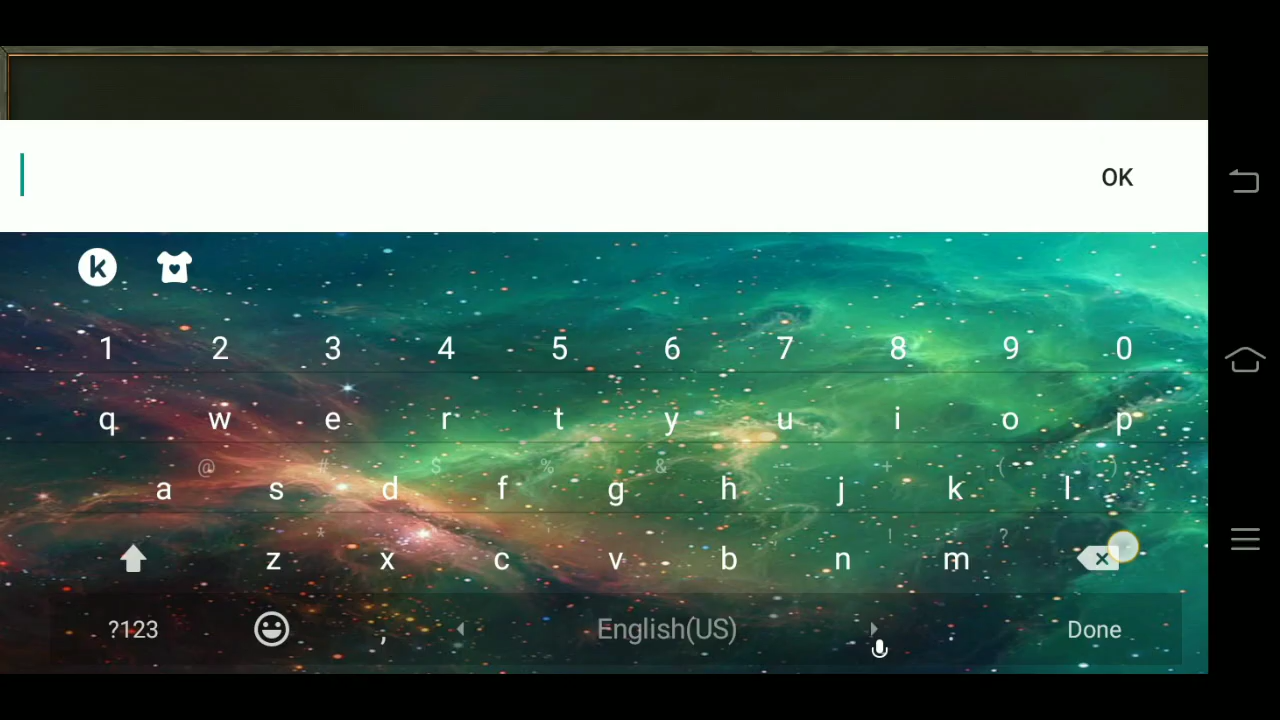 OK
k
1 2 3 4 5 6 7 8 9 0
q w e r t y u i o p
@ # $ % & - + ( )
a s d f g h j k l
* ! ?
z x c v b n m
?123 , English(US) . Done